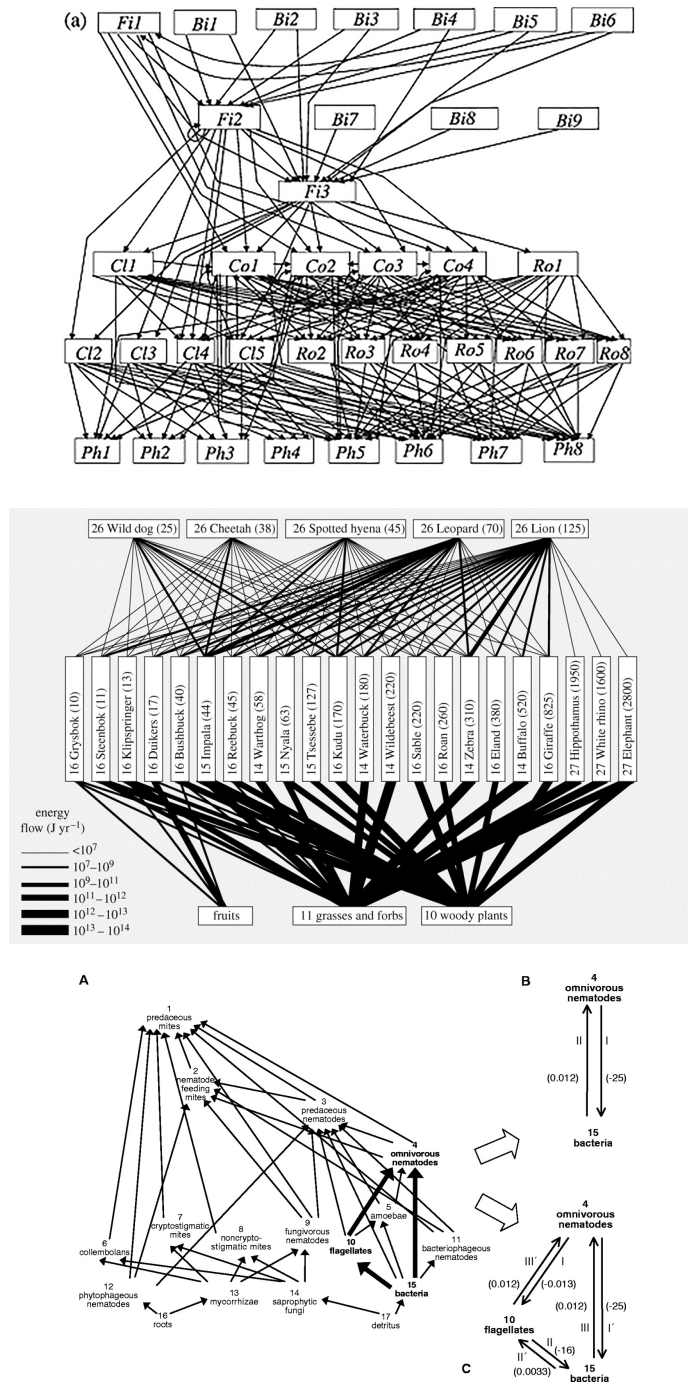 (a)
Fi1 Bi1 Bi2 Bi3 Bi4 Bi5 Bi6
Fi2 Bi7 Bi8 Bi9
Fi3
Cl1 Co1 Co2 Co3 Co4 Ro1
Cl2 Cl3 Cl4 Cl5 Ro2 Ro3 Ro4 Ro5 Ro6 Ro7 Ro8
Ph1 Ph2 Ph3 Ph4 Ph5 Ph6 Ph7 Ph8
26 Wild dog (25)
26 Cheetah (38)
26 Spotted hyena (45)
26 Leopard (70)
26 Lion (125)
16 Grysbok (10)
16 Steenbok (11)
16 Klipspringer (13)
16 Duikers (17)
16 Bushbuck (40)
15 Impala (44)
16 Reebuck (45)
14 Warthog (58)
15 Nyala (63)
15 Tsessebe (127)
16 Kudu (170)
14 Waterbuck (180)
14 Wildebeest (220)
16 Sable (220)
16 Roan (260)
14 Zebra (310)
16 Eland (380)
14 Buffalo (520)
16 Giraffe (825)
27 Hippothamus (1950)
27 White rhino (1600)
27 Elephant (2800)
energy
flow (J yr⁻¹)
<10⁷
10⁷–10⁹
10⁹–10¹¹
10¹¹–10¹²
10¹²–10¹³
10¹³–10¹⁴
fruits
11 grasses and forbs
10 woody plants
A
1
predaceous
mites
2
nematode
feeding
mites
3
predaceous
nematodes
4
omnivorous
nematodes
5
amoebae
6
collembolans
7
cryptostigmatic
mites
8
noncrypto-
stigmatic mites
9
fungivorous
nematodes
10
flagellates
11
bacteriophageous
nematodes
12
phytophageous
nematodes
13
mycorrhizae
14
saprophytic
fungi
15
bacteria
16
roots
17
detritus
B
4
omnivorous
nematodes
II I
(0.012) (-25)
15
bacteria
4
omnivorous
nematodes
III´ I
(0.012) (-0.013)
(0.012) (-25)
III I´
10
flagellates
II
(-16)
II´
(0.0033)
15
bacteria
C